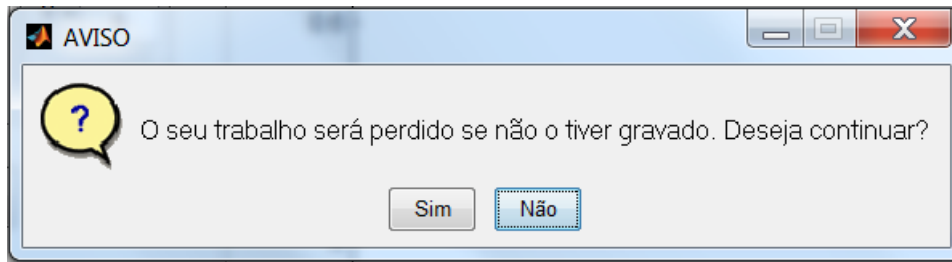 AVISO
?
O seu trabalho será perdido se não o tiver gravado. Deseja continuar?
Sim Não